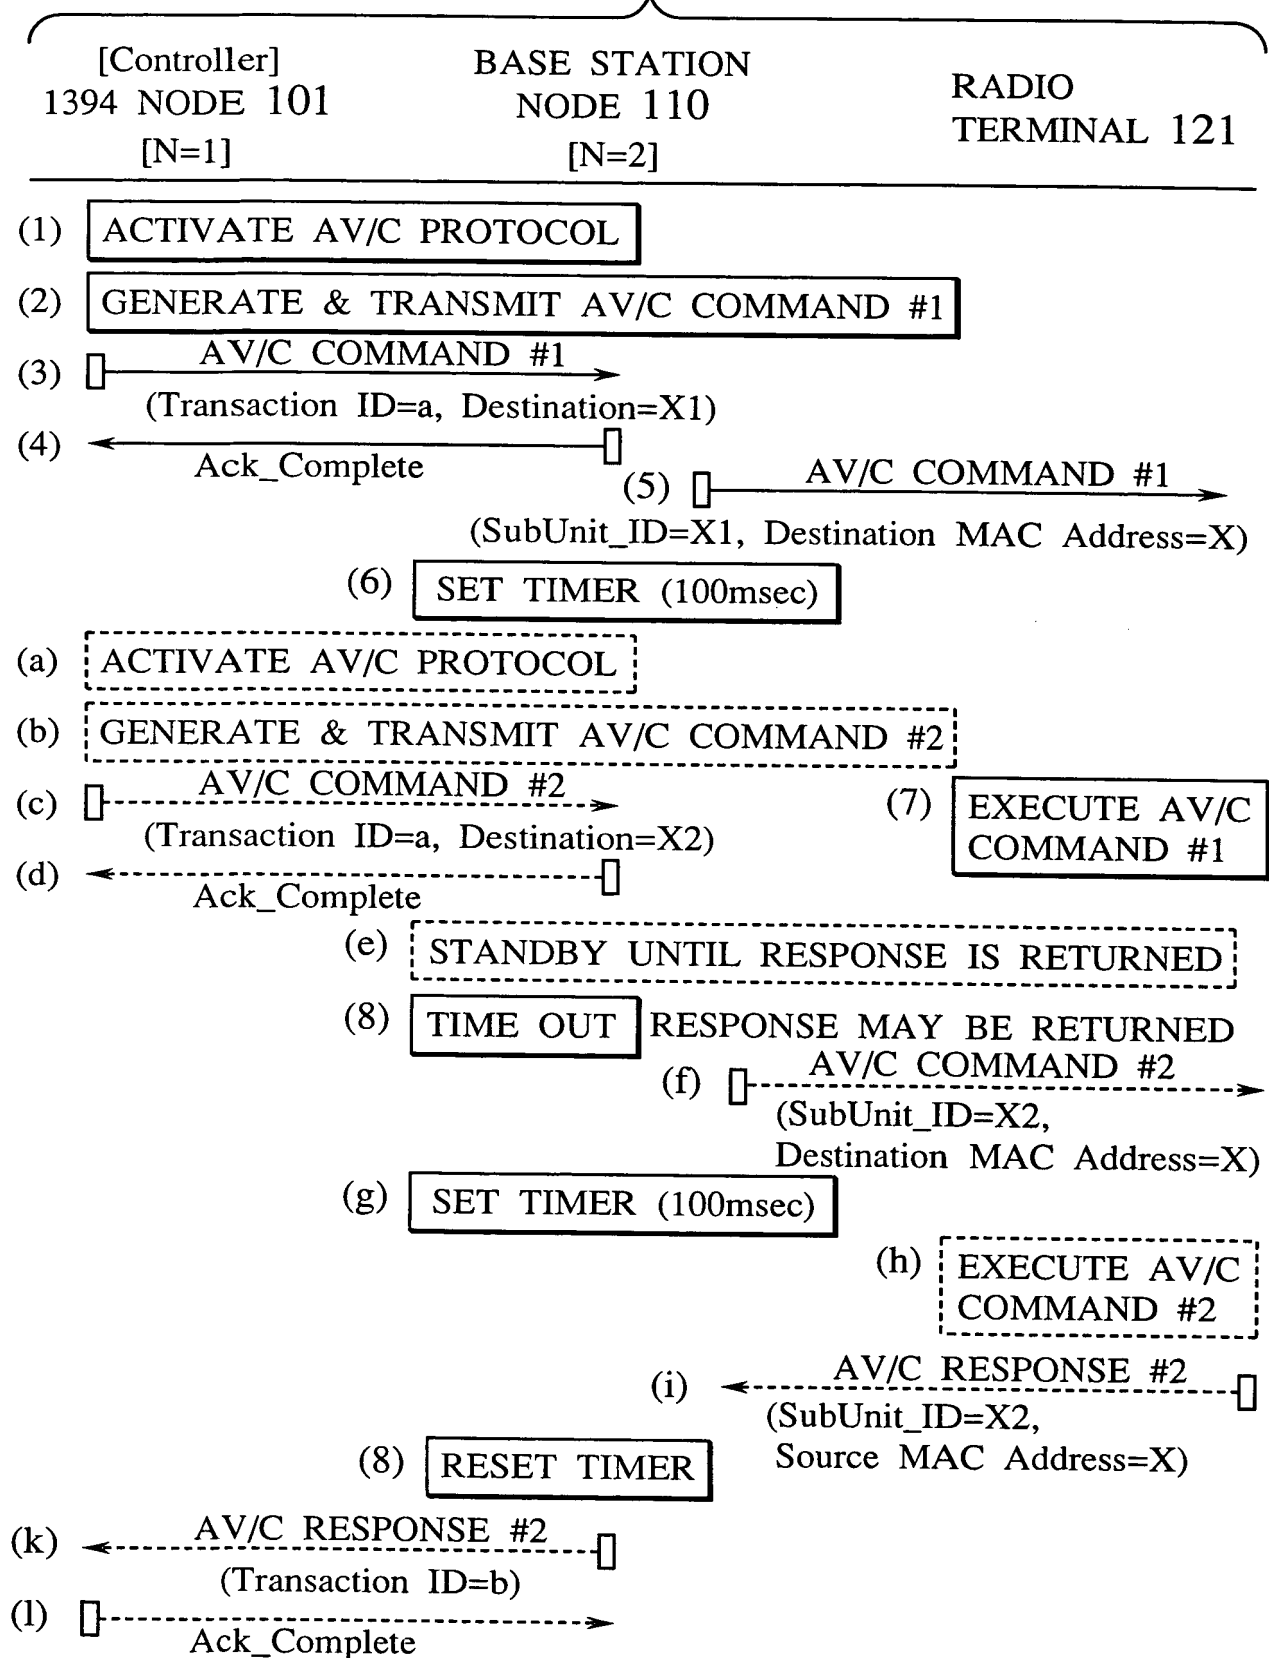 [Controller]
1394 NODE 101
[N=1]
BASE STATION
NODE 110
[N=2]
RADIO
TERMINAL 121
(1) ACTIVATE AV/C PROTOCOL
(2) GENERATE & TRANSMIT AV/C COMMAND #1
(3) AV/C COMMAND #1
(Transaction ID=a, Destination=X1)
(4) Ack_Complete
(5) AV/C COMMAND #1
(SubUnit_ID=X1, Destination MAC Address=X)
(6) SET TIMER (100msec)
(a) ACTIVATE AV/C PROTOCOL
(b) GENERATE & TRANSMIT AV/C COMMAND #2
(c) AV/C COMMAND #2
(Transaction ID=a, Destination=X2)
(7) EXECUTE AV/C
COMMAND #1
(d) Ack_Complete
(e) STANDBY UNTIL RESPONSE IS RETURNED
(8) TIME OUT RESPONSE MAY BE RETURNED
(f) AV/C COMMAND #2
(SubUnit_ID=X2,
Destination MAC Address=X)
(g) SET TIMER (100msec)
(h) EXECUTE AV/C
COMMAND #2
(i) AV/C RESPONSE #2
(SubUnit_ID=X2,
Source MAC Address=X)
(8) RESET TIMER
(k) AV/C RESPONSE #2
(Transaction ID=b)
(l) Ack_Complete